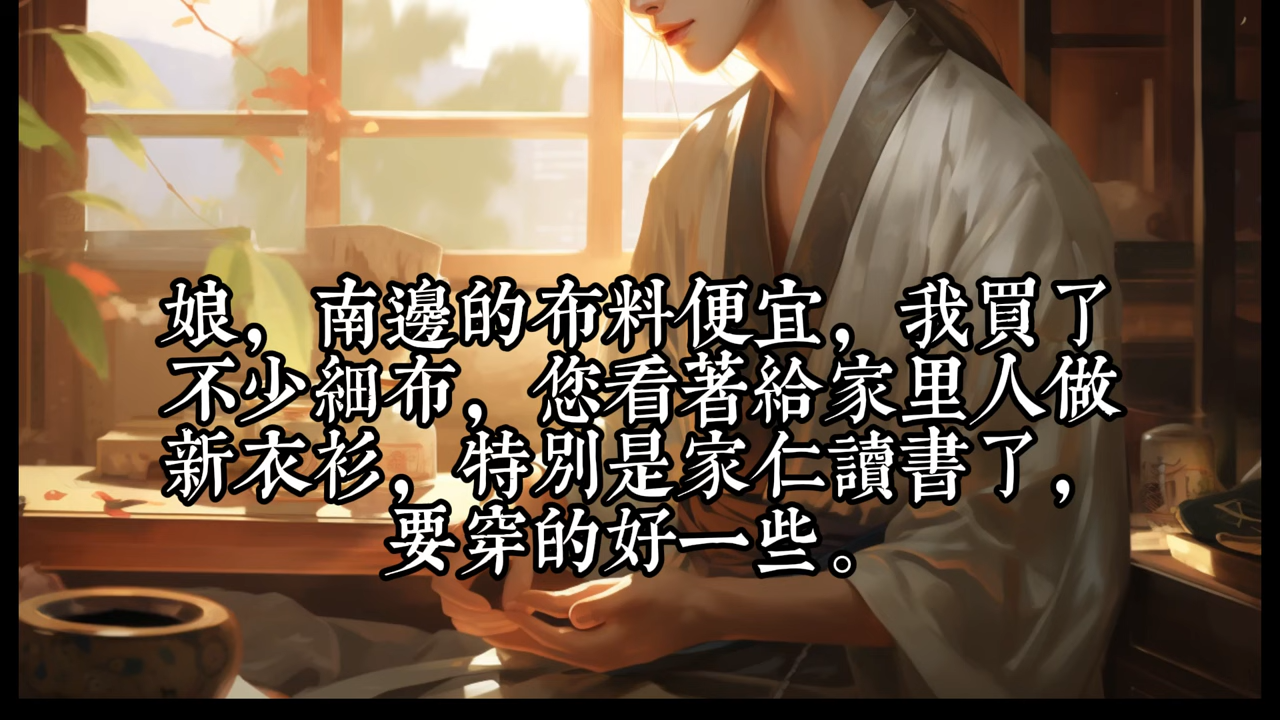 娘，南邊的布料便宜，我買了
不少細布，您看著給家里人做
新衣衫，特別是家仁讀書了，
要穿的好一些。